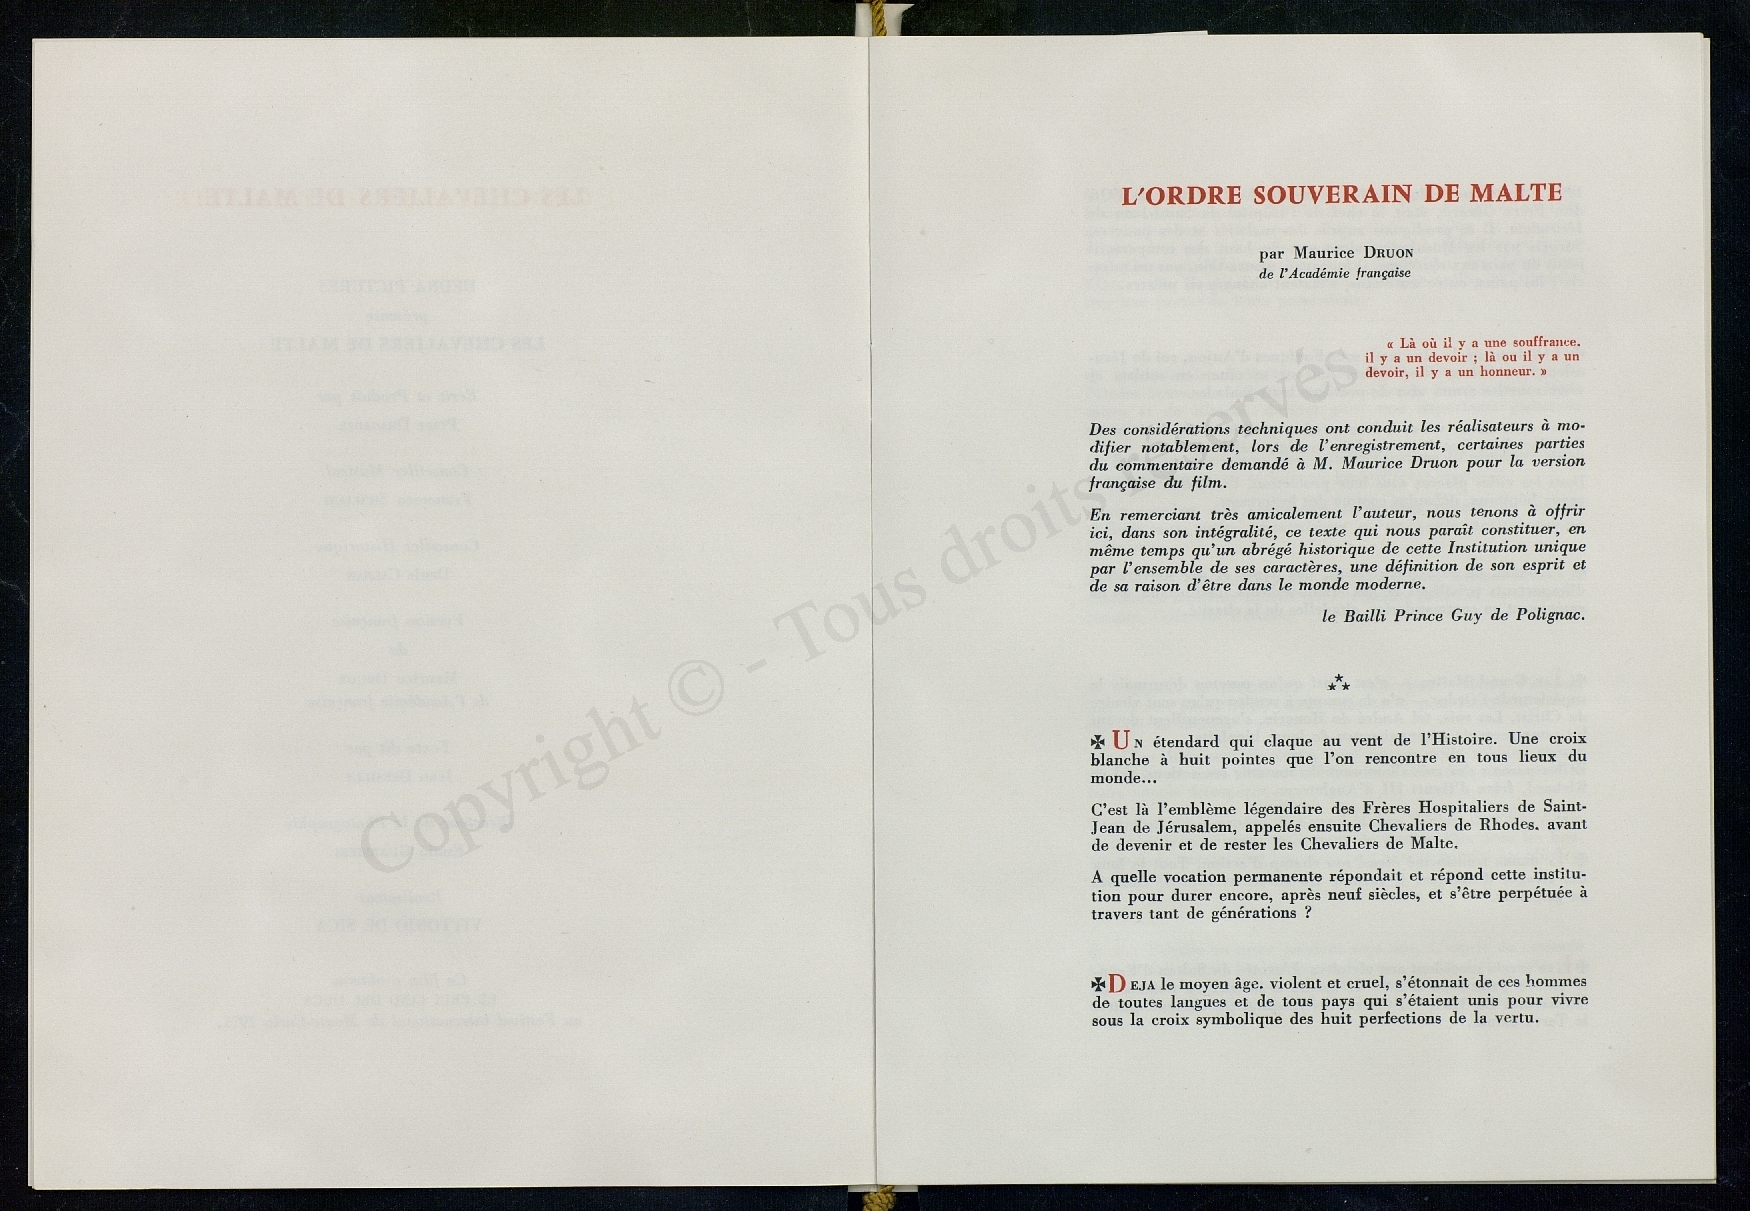 L'ORDRE SOUVERAIN DE MALTE
par Maurice DRUON
de l'Académie française
« Là où il y a une souffrance.
il y a un devoir ; là ou il y a un
devoir, il y a un honneur. »
Des considérations techniques ont conduit les réalisateurs à mo-
difier notablement, lors de l'enregistrement, certaines parties
du commentaire demandé à M. Maurice Druon pour la version
française du film.
En remerciant très amicalement l'auteur, nous tenons à offrir
ici, dans son intégralité, ce texte qui nous paraît constituer, en
même temps qu'un abrégé historique de cette Institution unique
par l'ensemble de ses caractères, une définition de son esprit et
de sa raison d'être dans le monde moderne.
le Bailli Prince Guy de Polignac.
✠ UN étendard qui claque au vent de l'Histoire. Une croix
blanche à huit pointes que l'on rencontre en tous lieux du
monde...
C'est là l'emblème légendaire des Frères Hospitaliers de Saint-
Jean de Jérusalem, appelés ensuite Chevaliers de Rhodes. avant
de devenir et de rester les Chevaliers de Malte.
A quelle vocation permanente répondait et répond cette institu-
tion pour durer encore, après neuf siècles, et s'être perpétuée à
travers tant de générations ?
✠ DEJA le moyen âge. violent et cruel, s'étonnait de ces hommes
de toutes langues et de tous pays qui s'étaient unis pour vivre
sous la croix symbolique des huit perfections de la vertu.
Copyright © - Tous droits réservés